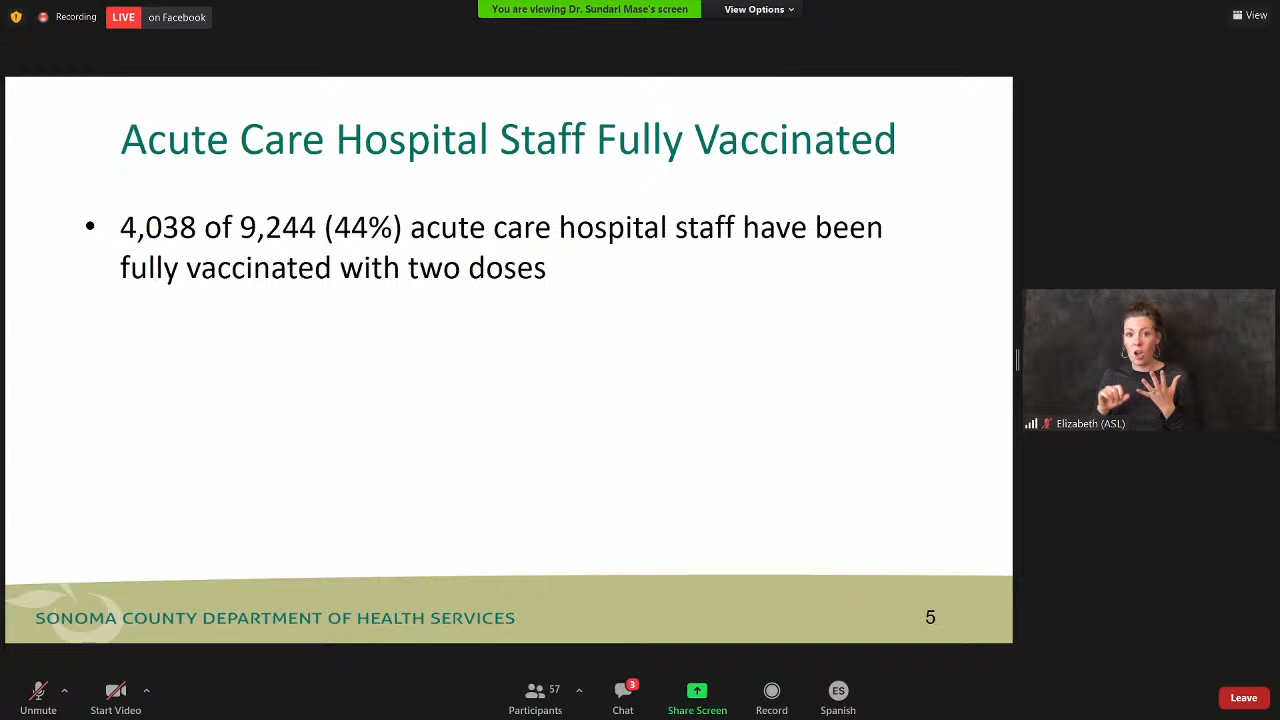 Recording
LIVE on Facebook
You are viewing Dr. Sundari Mase's screen
View Options
View
Acute Care Hospital Staff Fully Vaccinated
• 4,038 of 9,244 (44%) acute care hospital staff have been
fully vaccinated with two doses
Elizabeth (ASL)
SONOMA COUNTY DEPARTMENT OF HEALTH SERVICES
5
Unmute
Start Video
57
Participants
3
Chat
Share Screen
Record
ES
Spanish
Leave